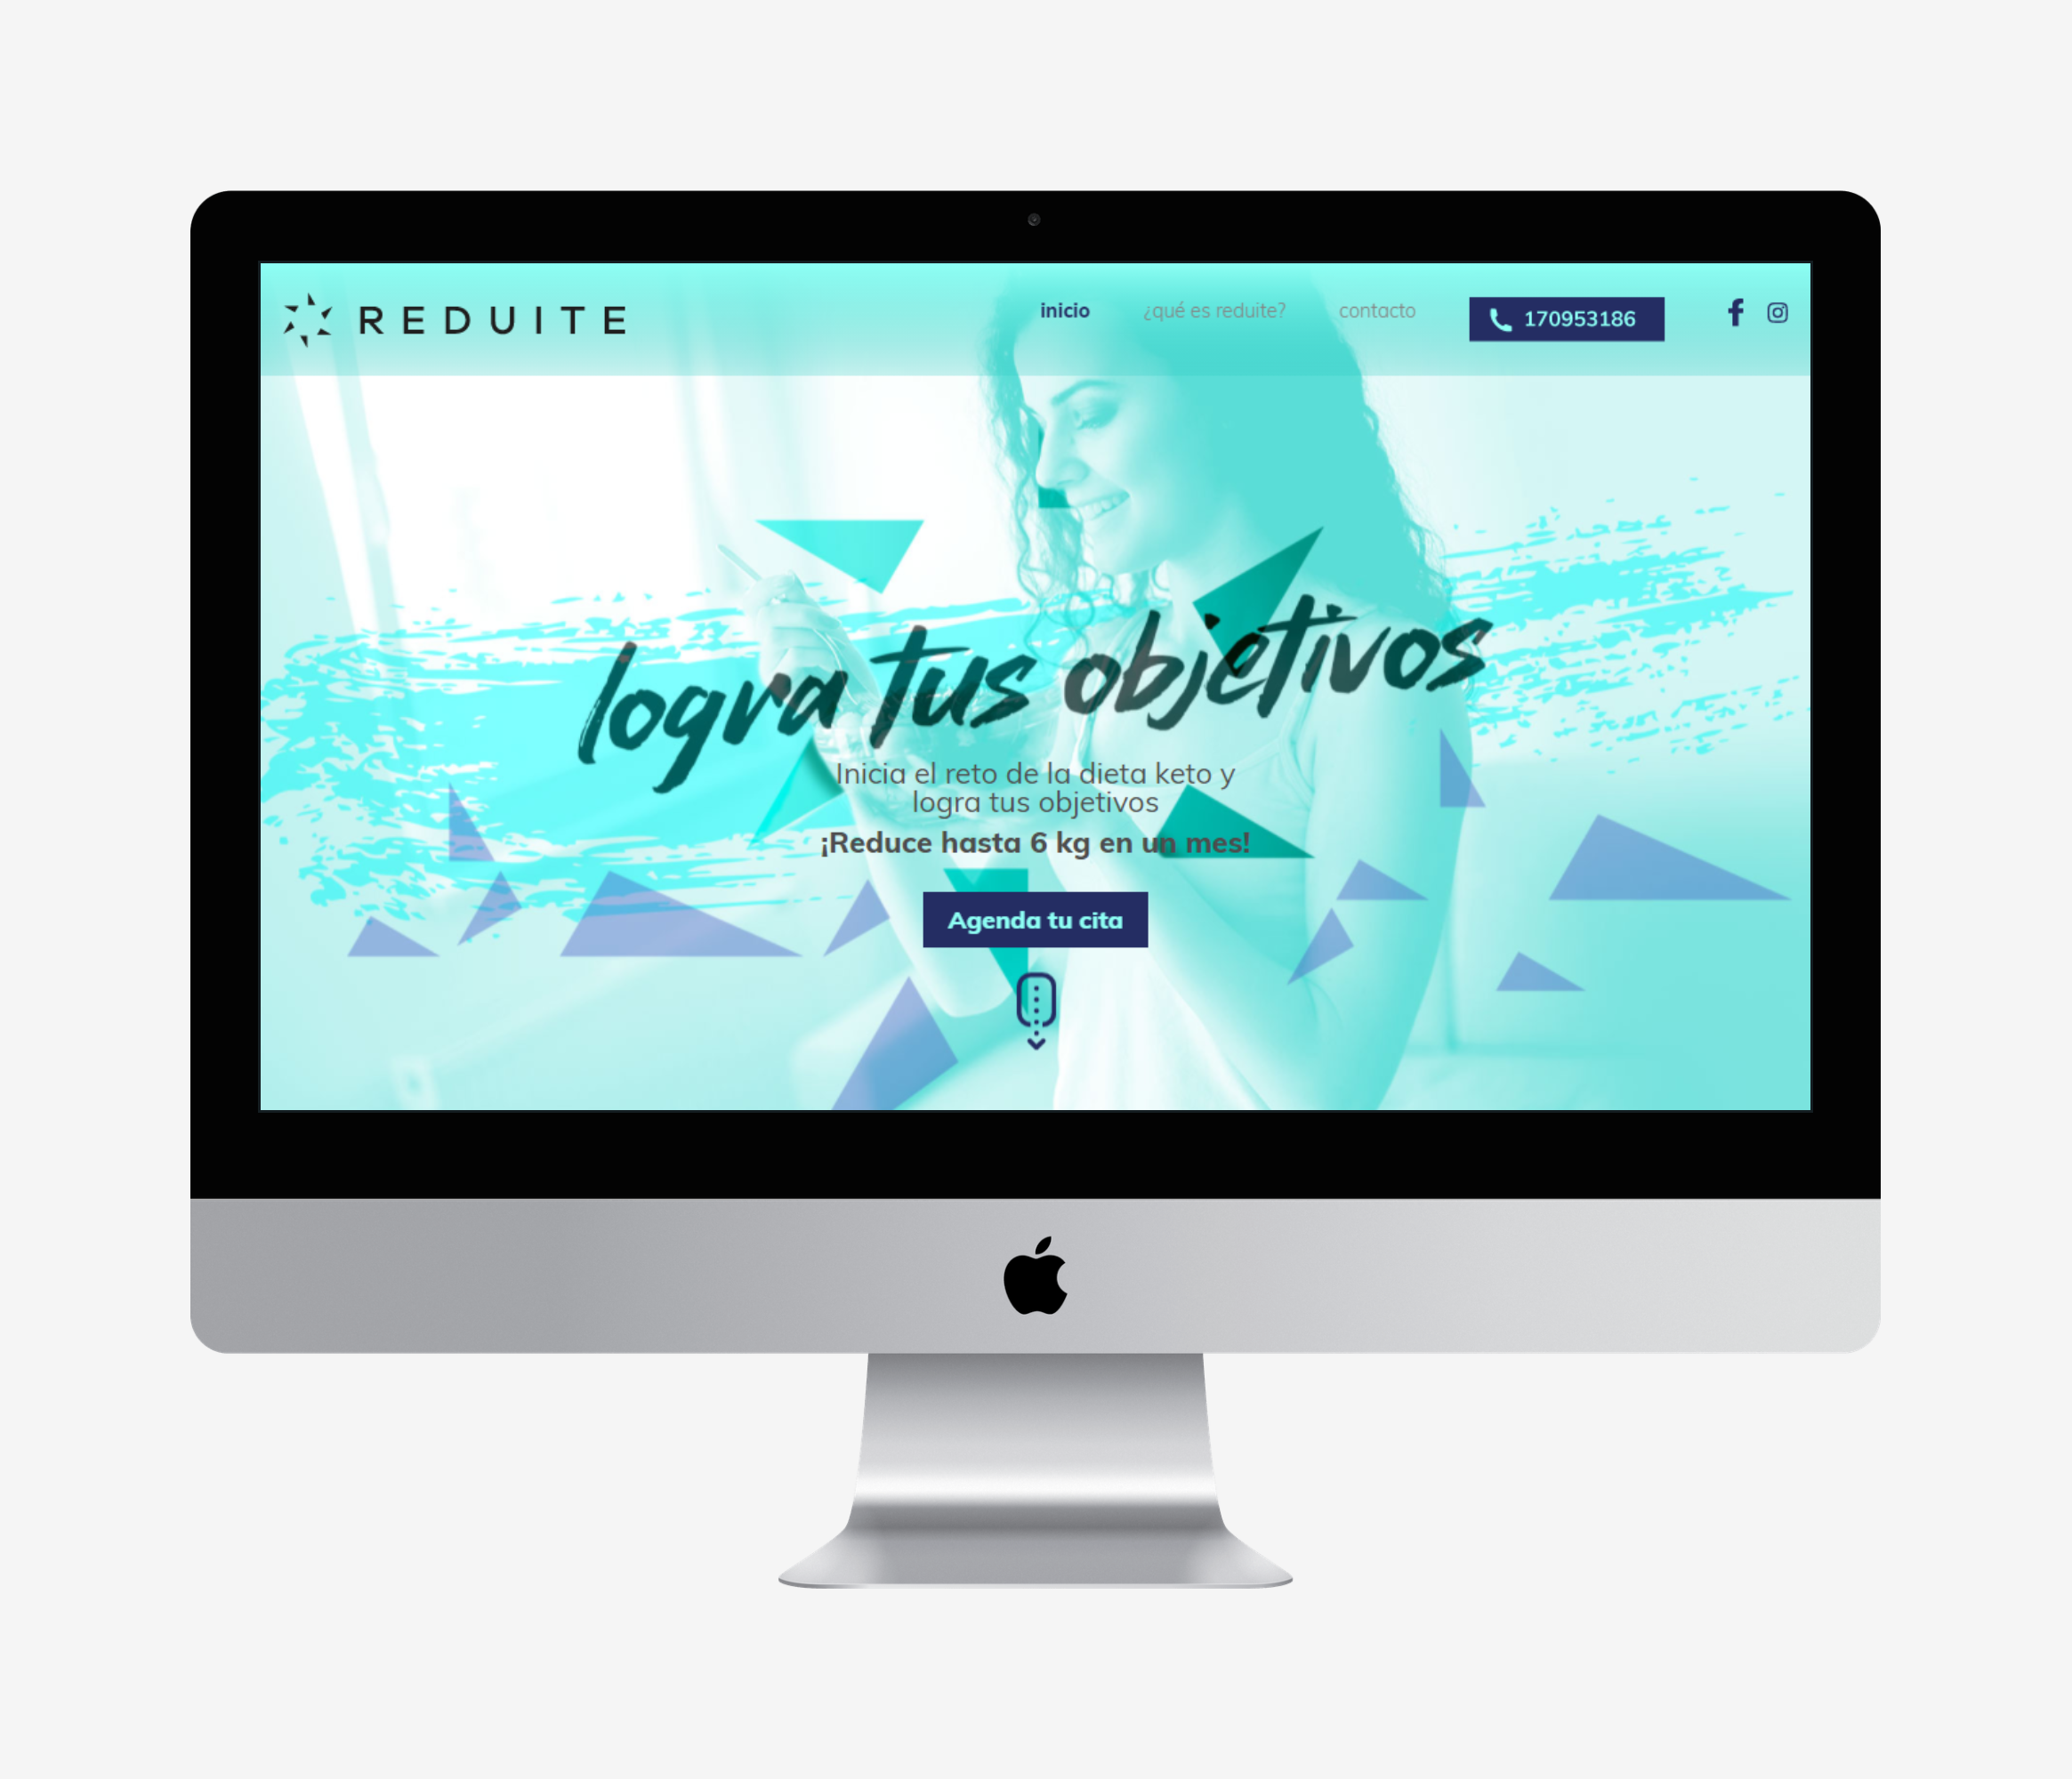 REDUITE
inicio
¿qué es reduite?
contacto
170953186
logra tus objetivos
Inicia el reto de la dieta keto y
logra tus objetivos
¡Reduce hasta 6 kg en un mes!
Agenda tu cita